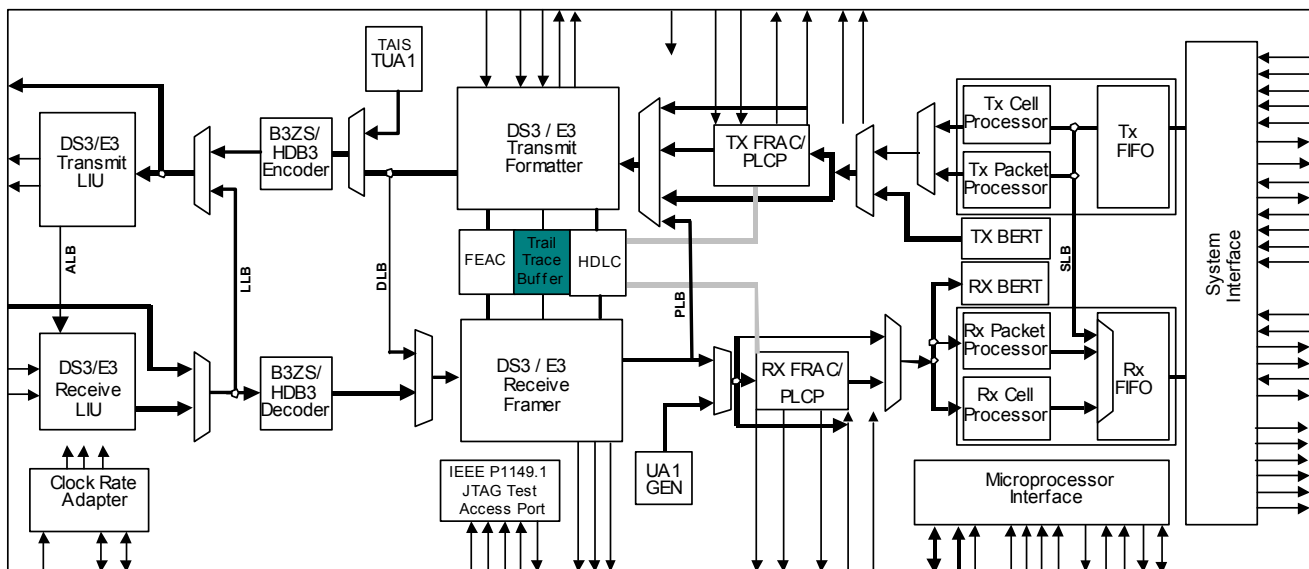 TAIS
TUA1
DS3/E3
Transmit
LIU
B3ZS/
HDB3
Encoder
DS3 / E3
Transmit
Formatter
TX FRAC/
PLCP
Tx Cell
Processor
Tx Packet
Processor
Tx
FIFO
TX BERT
RX BERT
System
Interface
ALB
LLB
DLB
FEAC
Trail
Trace
Buffer
HDLC
PLB
SLB
DS3/E3
Receive
LIU
B3ZS/
HDB3
Decoder
DS3 / E3
Receive
Framer
RX FRAC/
PLCP
Rx Packet
Processor
Rx Cell
Processor
Rx
FIFO
UA1
GEN
Clock Rate
Adapter
IEEE P1149.1
JTAG Test
Access Port
Microprocessor
Interface